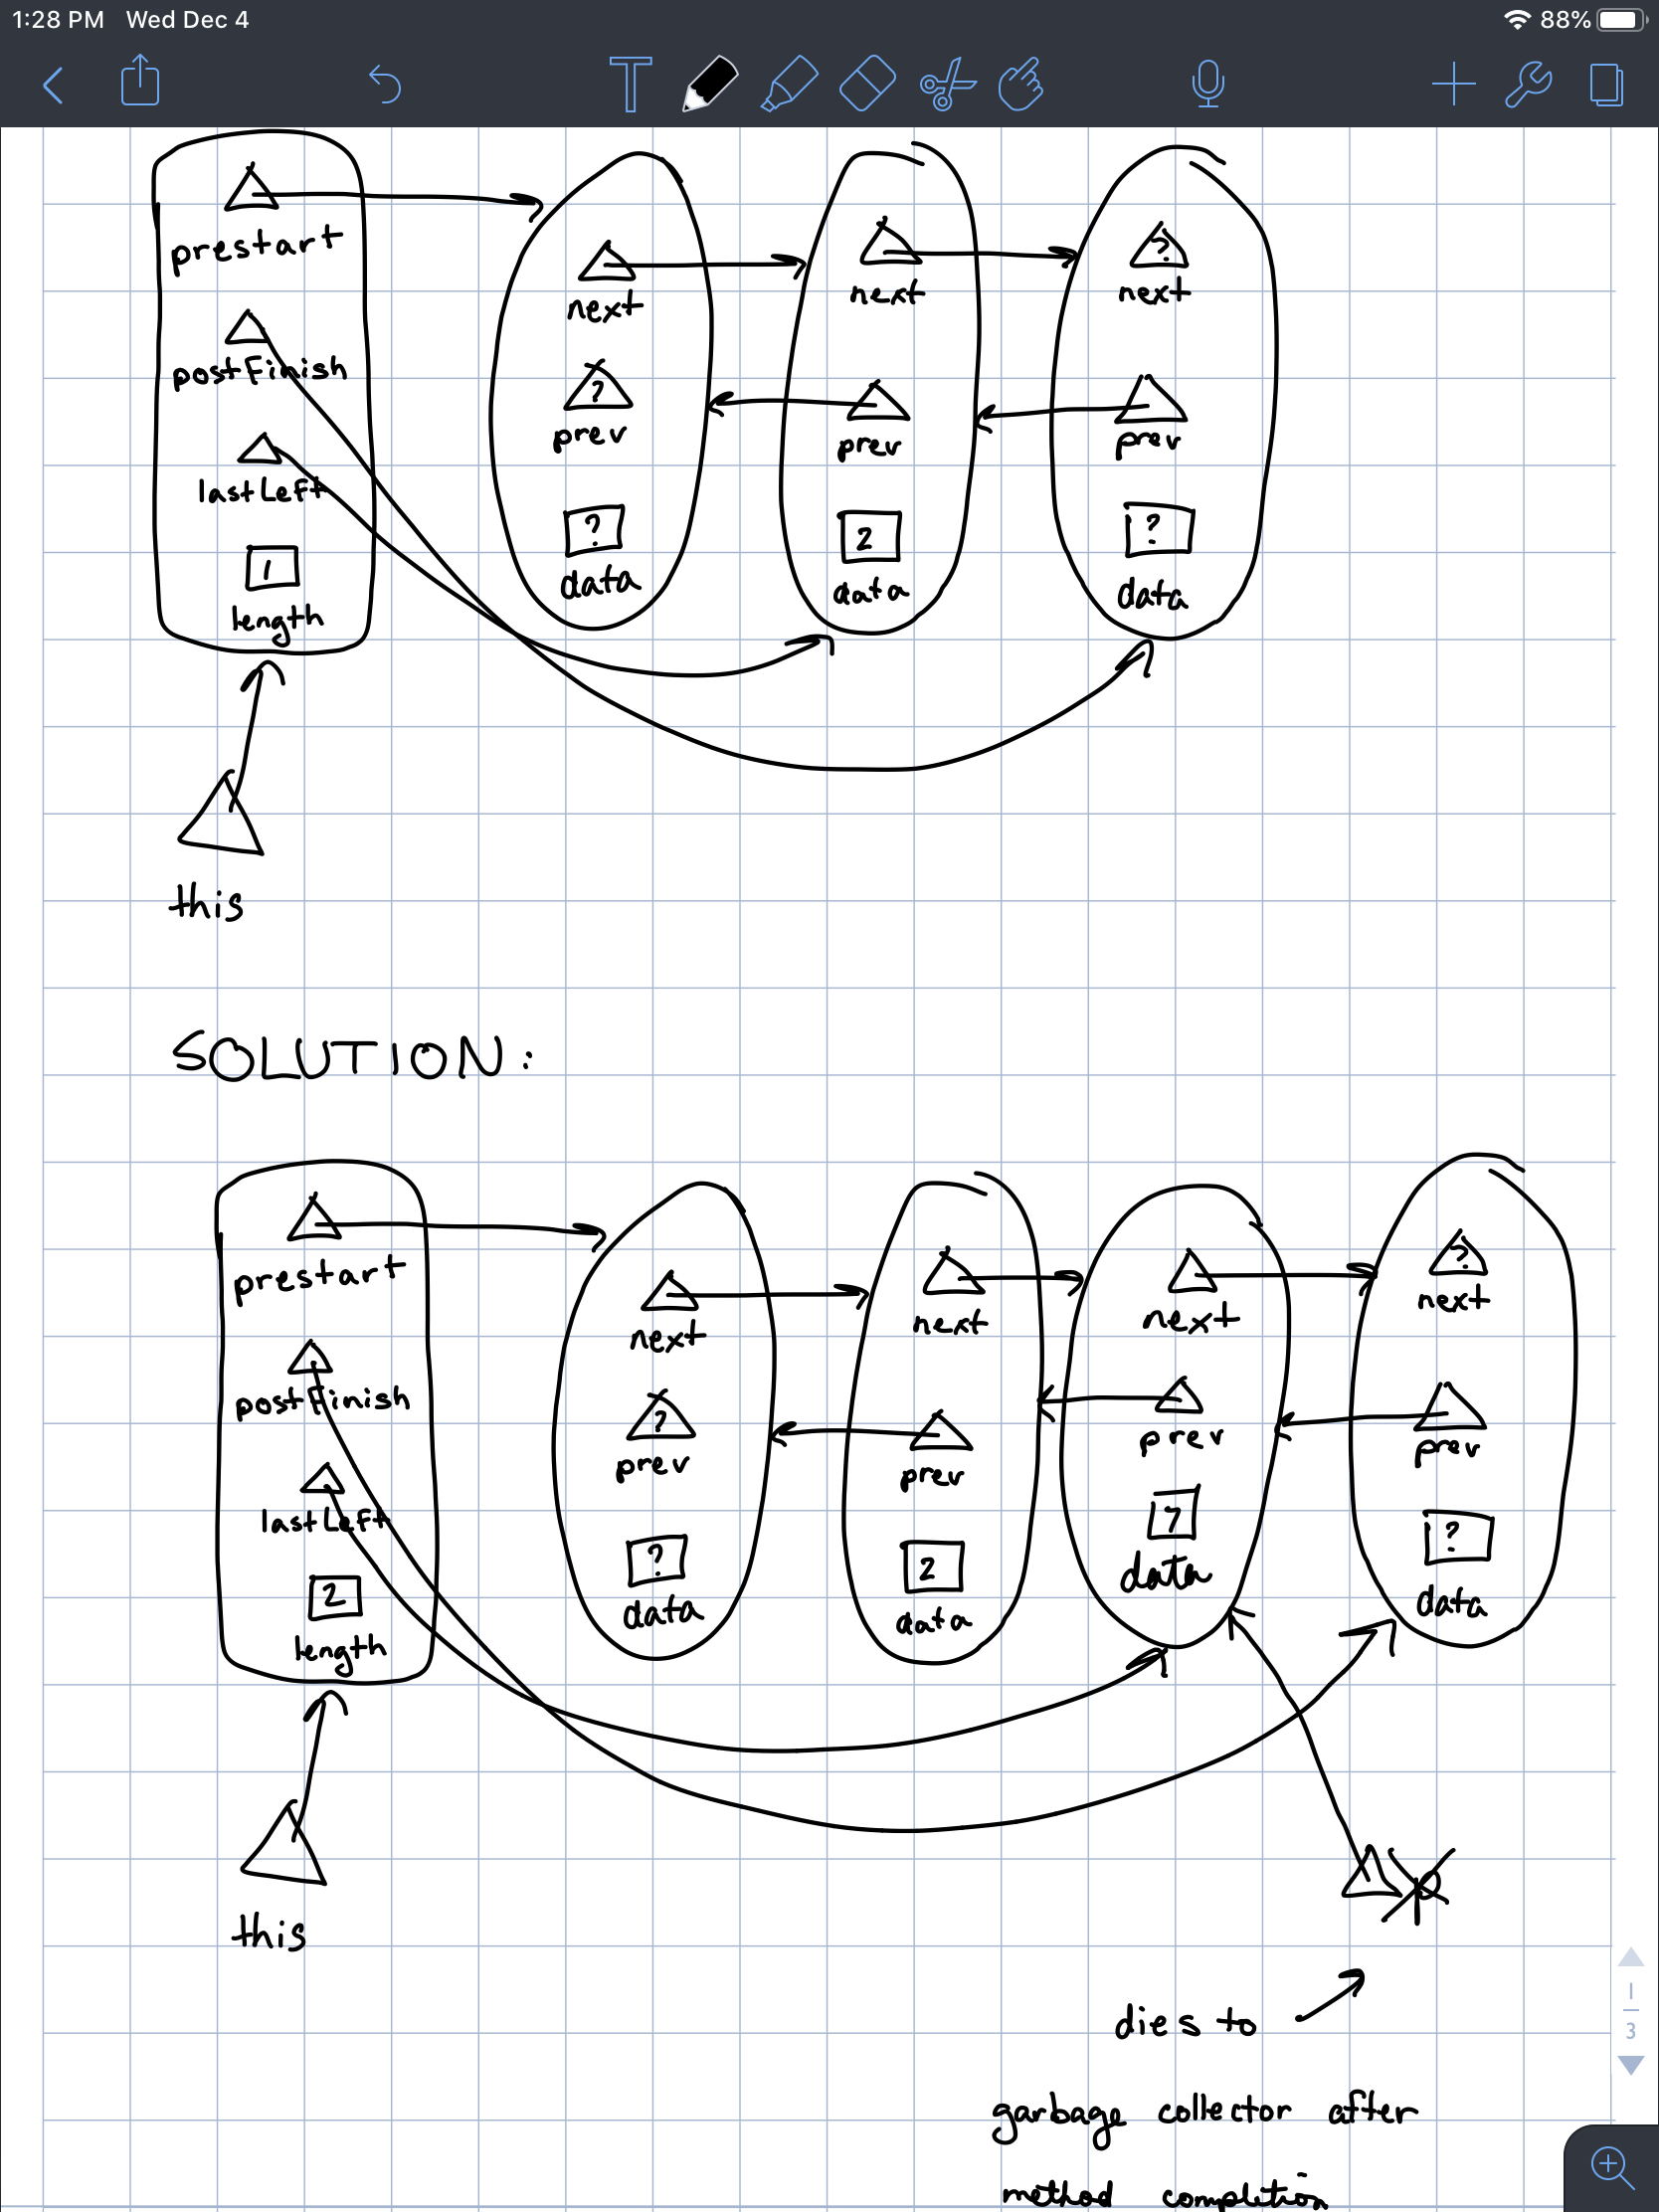 1:28 PM Wed Dec 4
88%
T
prestart
postFinish
lastLeft
1
length
next
?
prev
?
data
next
prev
2
data
?
next
prev
?
data
this
SOLUTION:
prestart
postFinish
lastLeft
2
length
next
?
prev
?
data
next
prev
2
data
next
prev
7
data
?
next
prev
?
data
this
dies to
garbage collector after
method completion
1
3